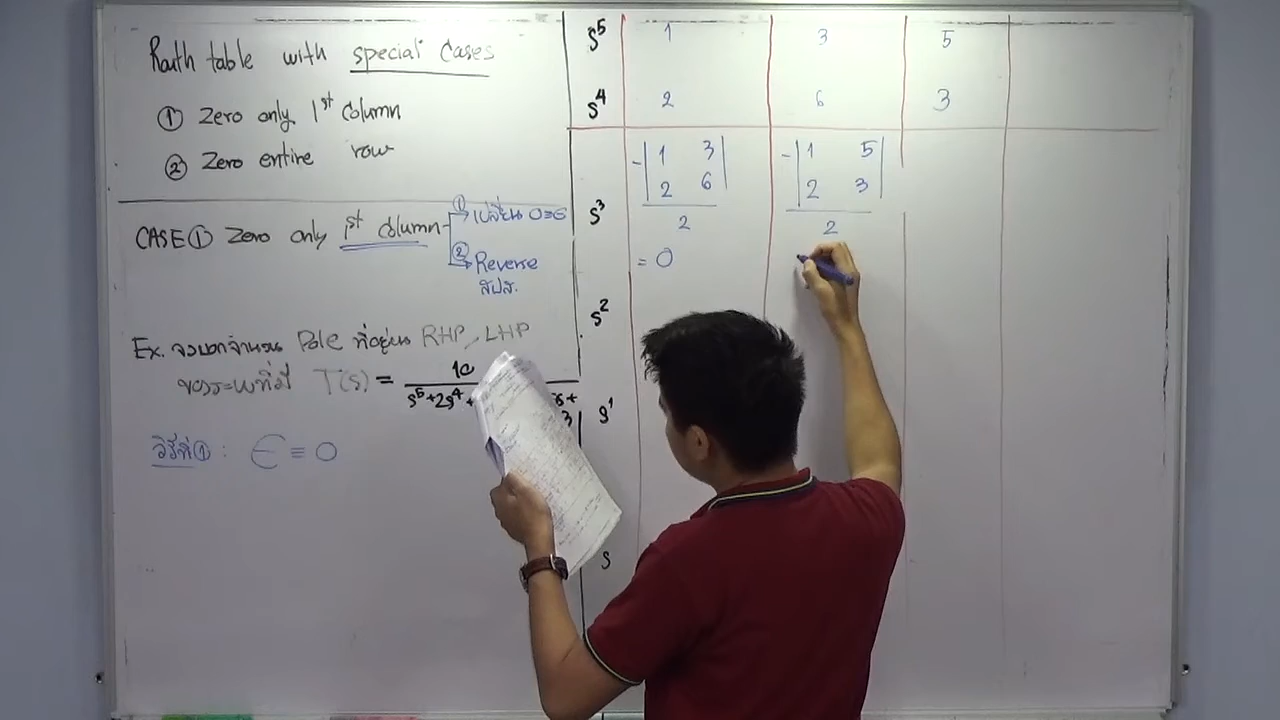 Routh table with special Cases
① Zero only 1st Column
② Zero entire row
CASE① Zero only 1st Column
① เปลี่ยน 0≡ϵ
② Reverse
สปส.
Ex. จงบอกจำนวน Pole ที่อยู่บน RHP, LHP
ของระบบที่มี T(s) = 10
s⁵+2s⁴+
3
วิธีที่① : ϵ ≡ 0
s⁵ 1 3 5
s⁴ 2 6 3
s³
-|1 3| -|1 5|
|2 6| |2 3|
2 2
= 0
s²
s¹
s